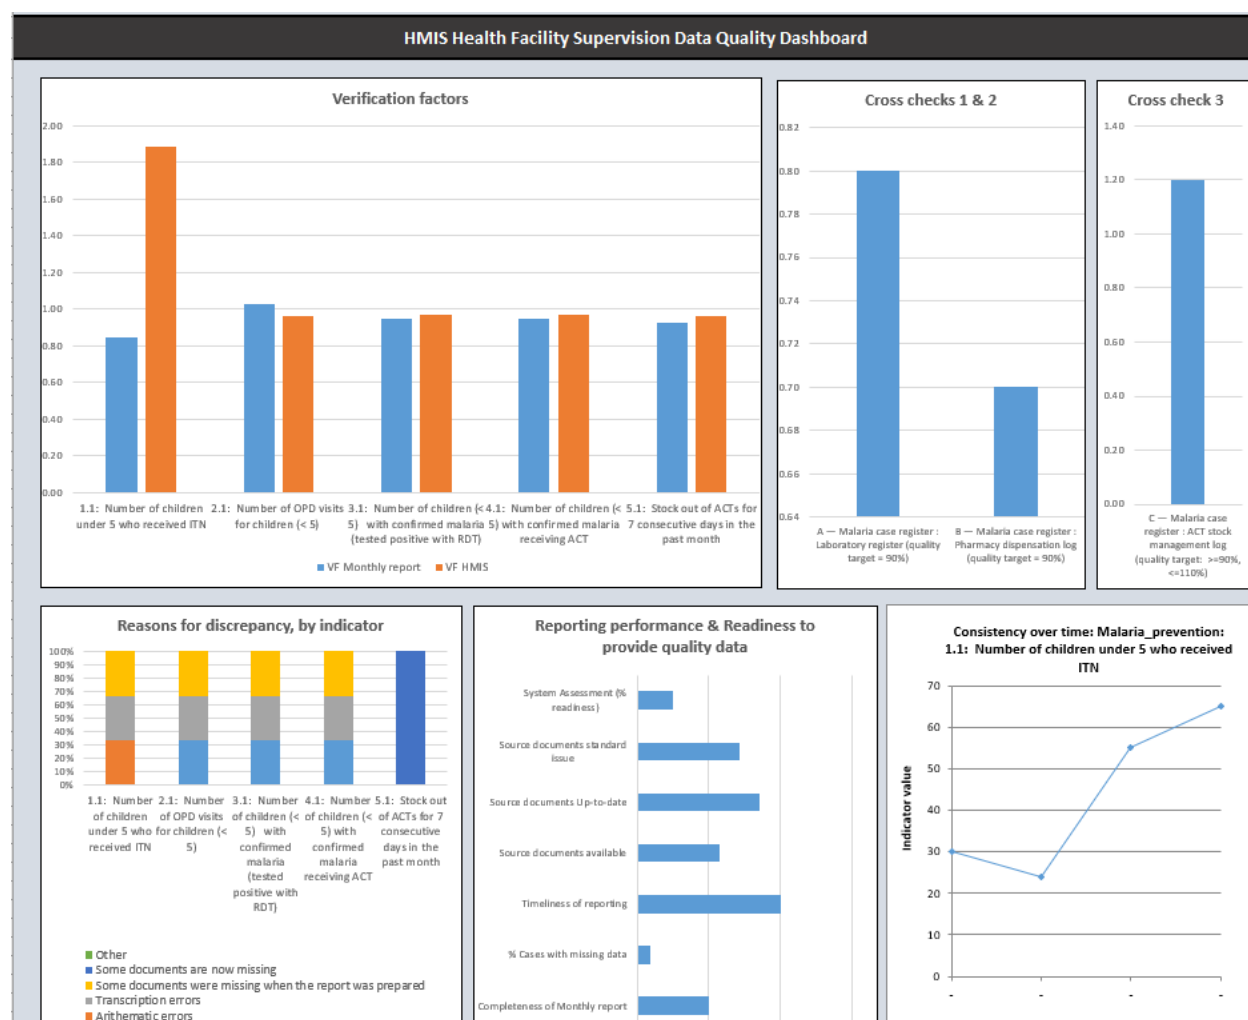 HMIS Health Facility Supervision Data Quality Dashboard
Verification factors
2.00
1.80
1.60
1.40
1.20
1.00
0.80
0.60
0.40
0.20
0.00
1.1: Number of children
under 5 who received ITN
2.1: Number of OPD visits
for children (< 5)
3.1: Number of children (<
5) with confirmed malaria
(tested positive with RDT)
4.1: Number of children (<
5) with confirmed malaria
receiving ACT
5.1: Stock out of ACTs for
7 consecutive days in the
past month
VF Monthly report
VF HMIS
Cross checks 1 & 2
0.82
0.80
0.78
0.76
0.74
0.72
0.70
0.68
0.66
0.64
A — Malaria case register :
Laboratory register (quality
target = 90%)
B — Malaria case register :
Pharmacy dispensation log
(quality target = 90%)
Cross check 3
1.40
1.20
1.00
0.80
0.60
0.40
0.20
0.00
C — Malaria case
register : ACT stock
management log
(quality target: >=90%,
<=110%)
Reasons for discrepancy, by indicator
100%
90%
80%
70%
60%
50%
40%
30%
20%
10%
0%
1.1: Number
of children
under 5 who
received ITN
2.1: Number
of OPD visits
for children (<
5)
3.1: Number
of children (<
5) with
confirmed
malaria
(tested
positive with
RDT)
4.1: Number
of children (<
5) with
confirmed
malaria
receiving ACT
5.1: Stock out
of ACTs for 7
consecutive
days in the
past month
Other
Some documents are now missing
Some documents were missing when the report was prepared
Transcription errors
Arithematic errors
Reporting performance & Readiness to
provide quality data
System Assessment (%
readiness)
Source documents standard
Issue
Source documents Up-to-date
Source documents available
Timeliness of reporting
% Cases with missing data
Completeness of Monthly report
Consistency over time: Malaria_prevention:
1.1: Number of children under 5 who received
ITN
Indicator value
70
60
50
40
30
20
10
0
- - - -